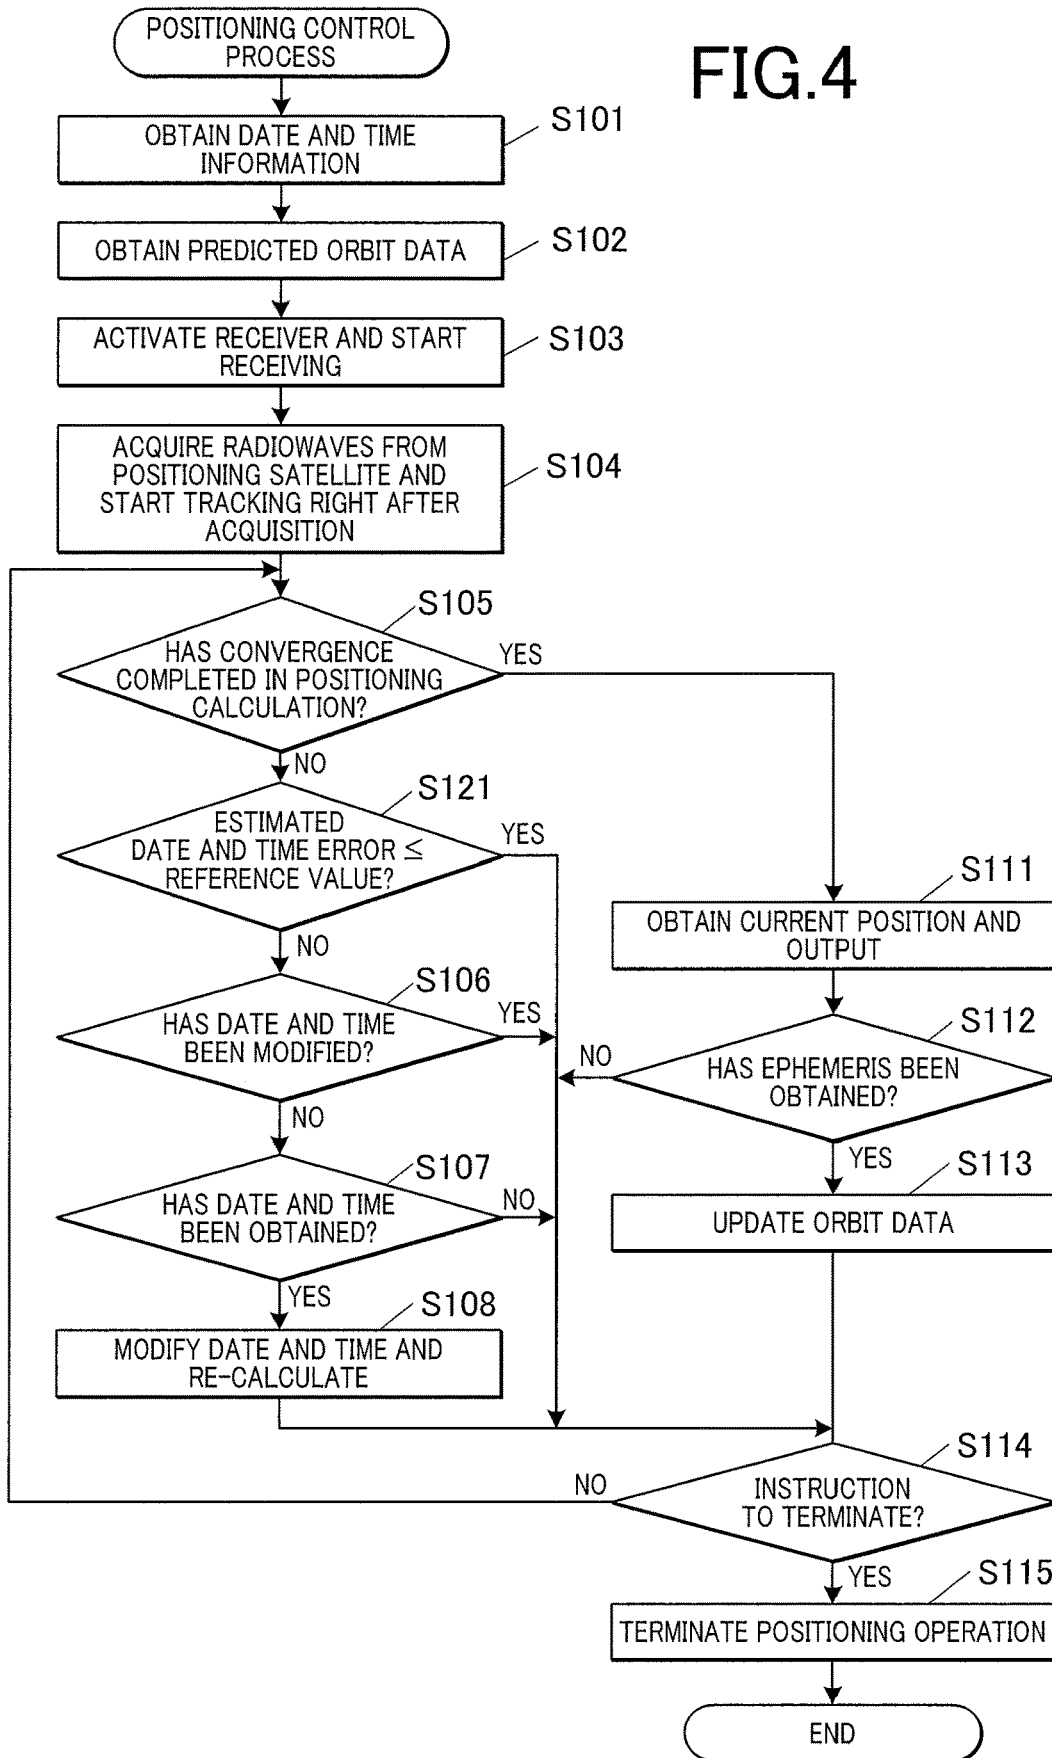 POSITIONING CONTROL
PROCESS
FIG.4
S101
OBTAIN DATE AND TIME
INFORMATION
S102
OBTAIN PREDICTED ORBIT DATA
S103
ACTIVATE RECEIVER AND START
RECEIVING
S104
ACQUIRE RADIOWAVES FROM
POSITIONING SATELLITE AND
START TRACKING RIGHT AFTER
ACQUISITION
S105
HAS CONVERGENCE
COMPLETED IN POSITIONING
CALCULATION?
YES
NO
S121
ESTIMATED
DATE AND TIME ERROR ≤
REFERENCE VALUE?
YES
NO
S106
HAS DATE AND TIME
BEEN MODIFIED?
YES
NO
S107
HAS DATE AND TIME
BEEN OBTAINED?
NO
YES
S108
MODIFY DATE AND TIME AND
RE-CALCULATE
S111
OBTAIN CURRENT POSITION AND
OUTPUT
S112
HAS EPHEMERIS BEEN
OBTAINED?
NO
YES
S113
UPDATE ORBIT DATA
S114
INSTRUCTION
TO TERMINATE?
NO
YES
S115
TERMINATE POSITIONING OPERATION
END